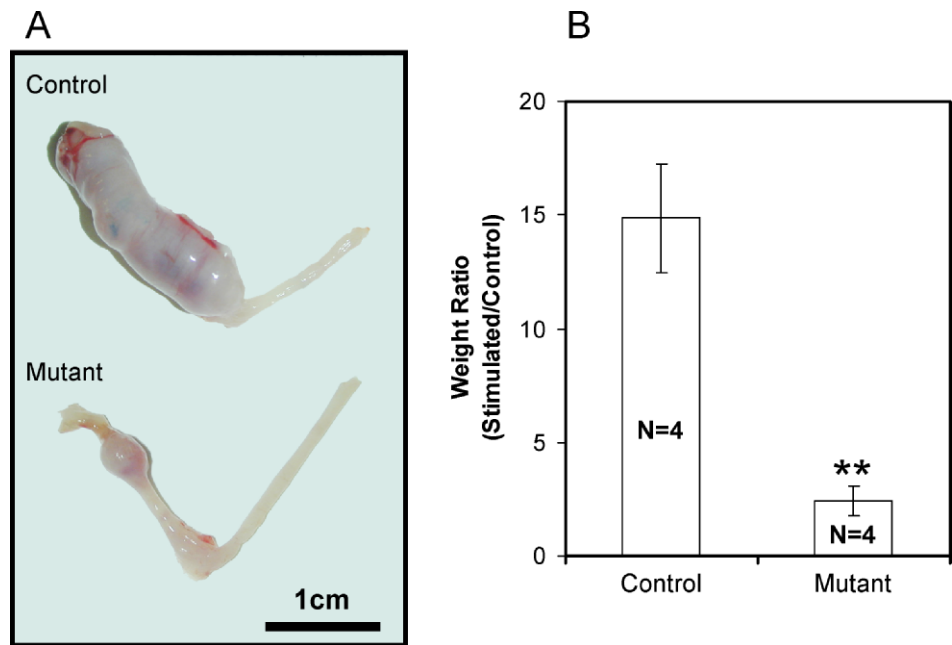 A
Control
Mutant
1cm
B
Weight Ratio
(Stimulated/Control)
20
15
10
5
0
N=4
**
N=4
Control
Mutant